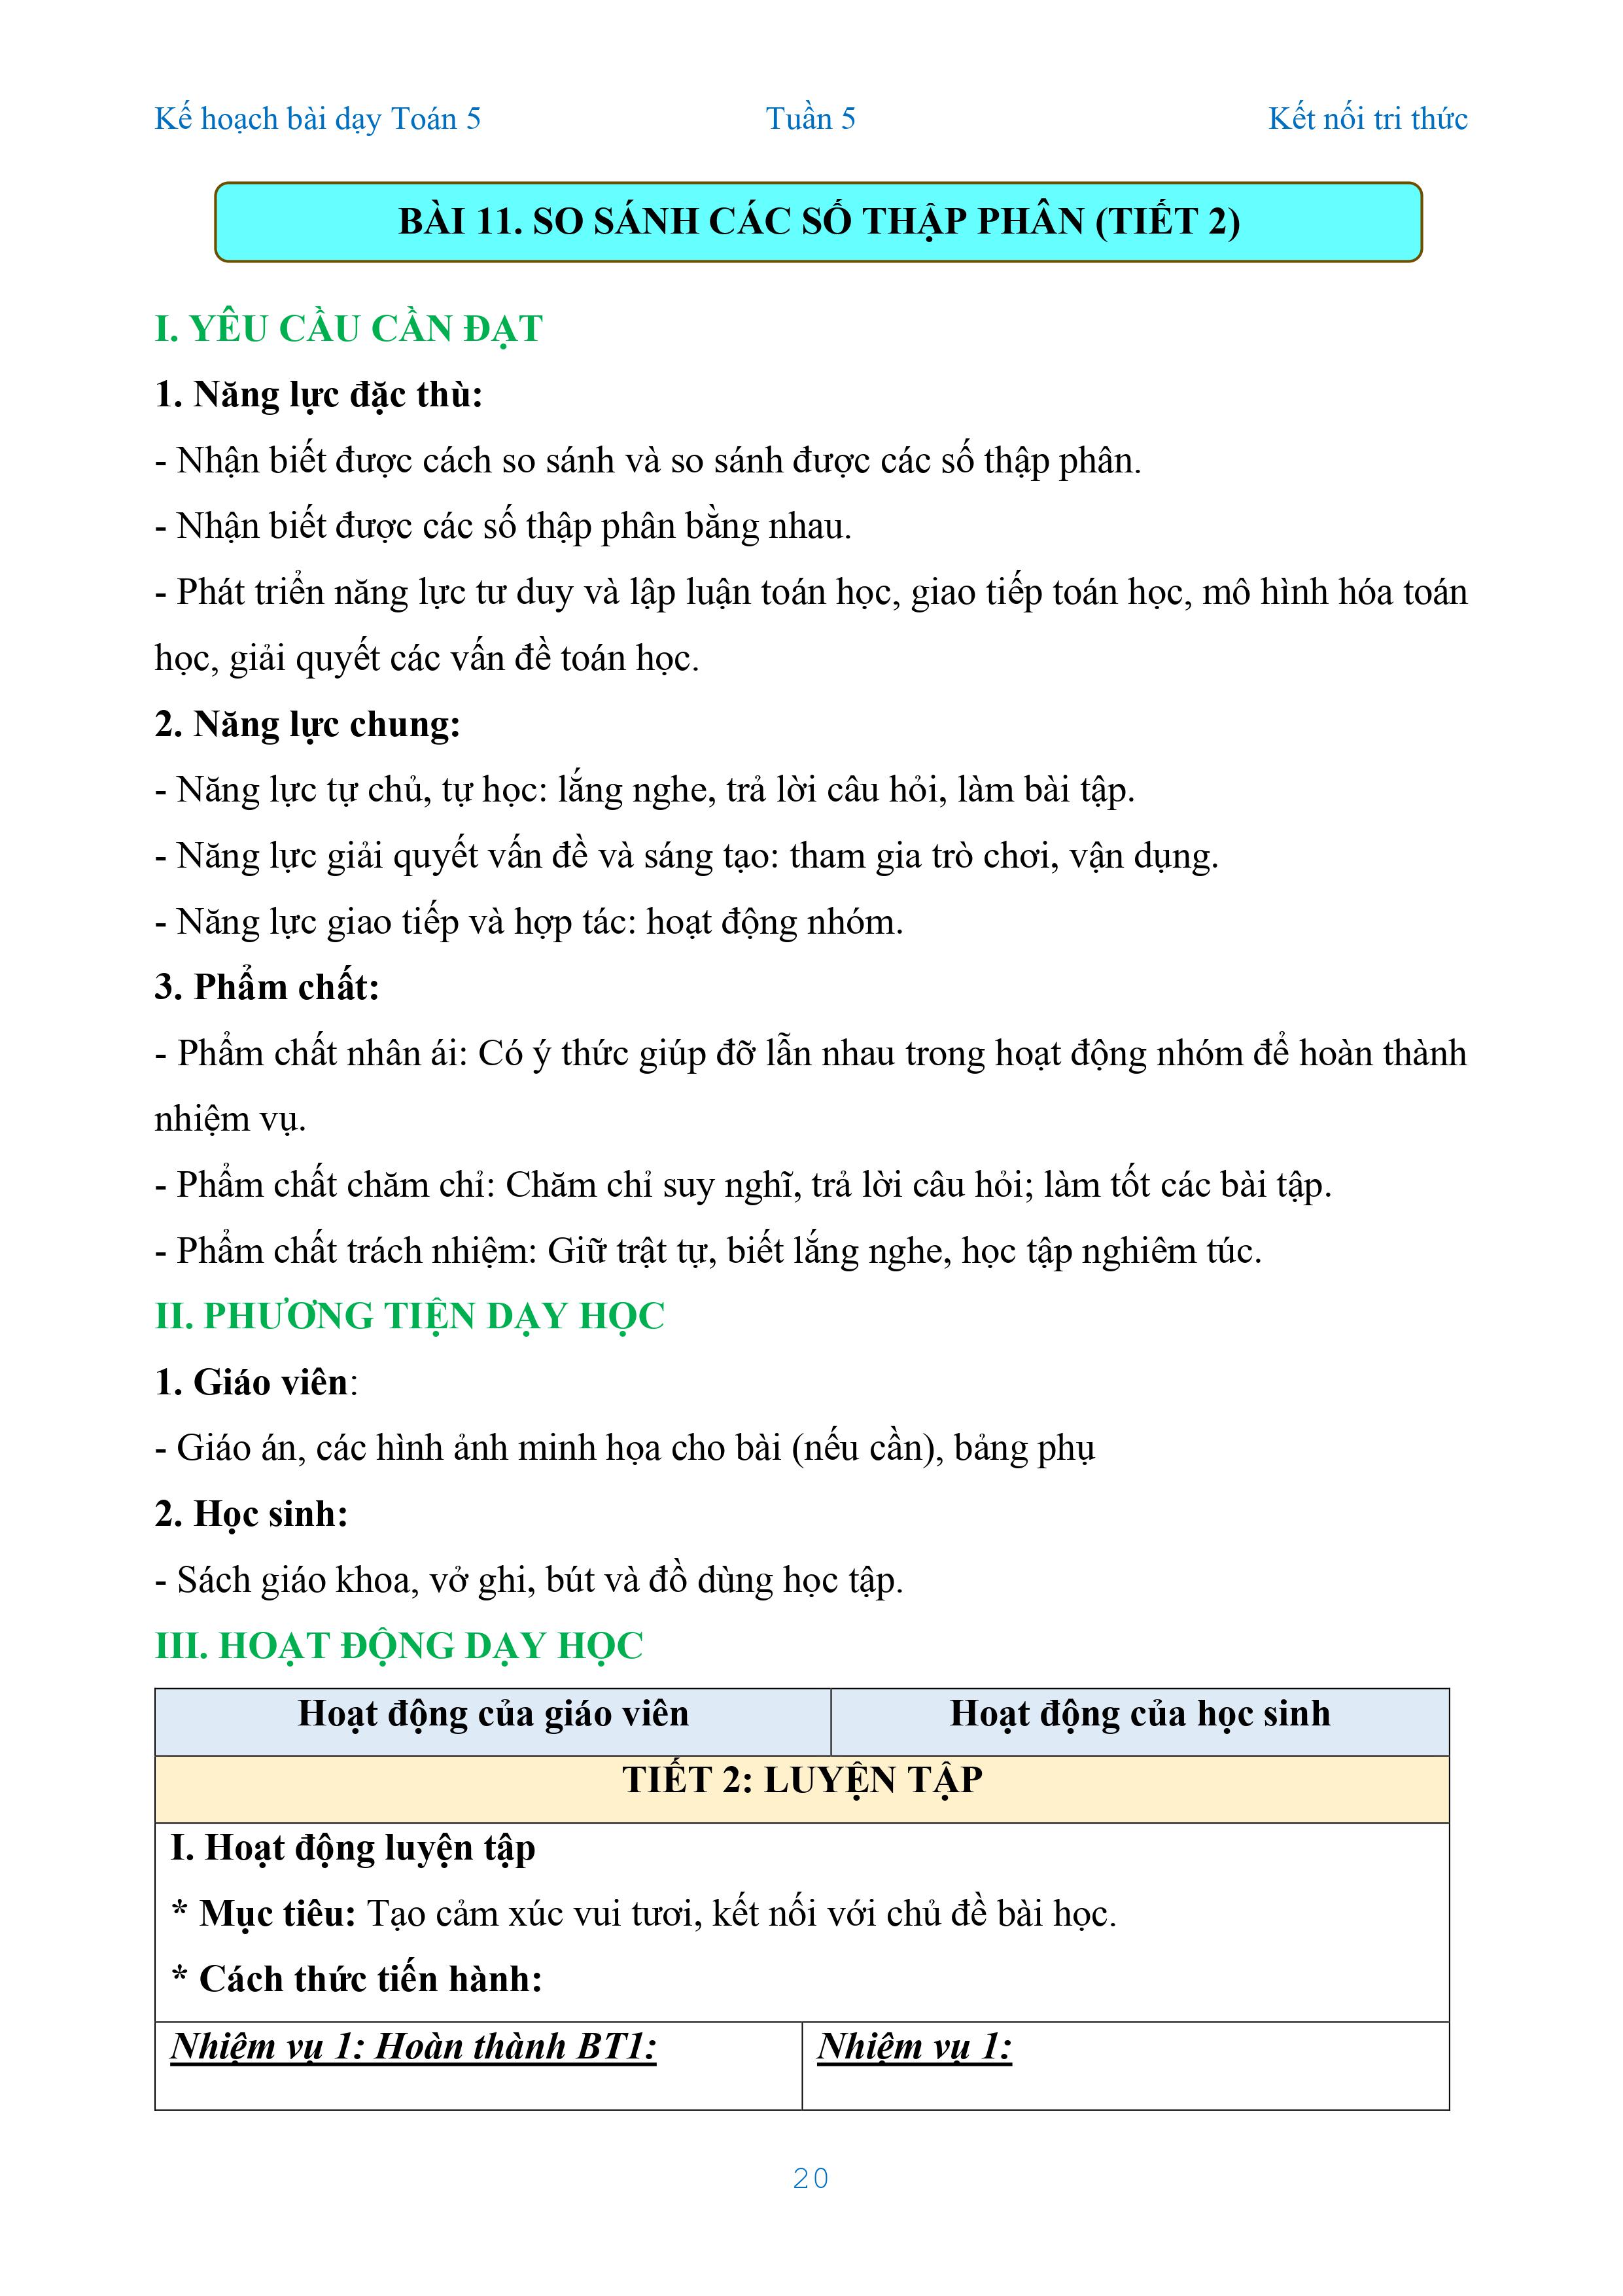 Kế hoạch bài dạy Toán 5 Tuần 5 Kết nối tri thức
BÀI 11. SO SÁNH CÁC SỐ THẬP PHÂN (TIẾT 2)
I. YÊU CẦU CẦN ĐẠT
1. Năng lực đặc thù:
- Nhận biết được cách so sánh và so sánh được các số thập phân.
- Nhận biết được các số thập phân bằng nhau.
- Phát triển năng lực tư duy và lập luận toán học, giao tiếp toán học, mô hình hóa toán
học, giải quyết các vấn đề toán học.
2. Năng lực chung:
- Năng lực tự chủ, tự học: lắng nghe, trả lời câu hỏi, làm bài tập.
- Năng lực giải quyết vấn đề và sáng tạo: tham gia trò chơi, vận dụng.
- Năng lực giao tiếp và hợp tác: hoạt động nhóm.
3. Phẩm chất:
- Phẩm chất nhân ái: Có ý thức giúp đỡ lẫn nhau trong hoạt động nhóm để hoàn thành
nhiệm vụ.
- Phẩm chất chăm chỉ: Chăm chỉ suy nghĩ, trả lời câu hỏi; làm tốt các bài tập.
- Phẩm chất trách nhiệm: Giữ trật tự, biết lắng nghe, học tập nghiêm túc.
II. PHƯƠNG TIỆN DẠY HỌC
1. Giáo viên:
- Giáo án, các hình ảnh minh họa cho bài (nếu cần), bảng phụ
2. Học sinh:
- Sách giáo khoa, vở ghi, bút và đồ dùng học tập.
III. HOẠT ĐỘNG DẠY HỌC
Hoạt động của giáo viên Hoạt động của học sinh
TIẾT 2: LUYỆN TẬP
I. Hoạt động luyện tập
* Mục tiêu: Tạo cảm xúc vui tươi, kết nối với chủ đề bài học.
* Cách thức tiến hành:
Nhiệm vụ 1: Hoàn thành BT1: Nhiệm vụ 1:
20